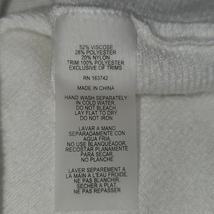 52% VISCOSE
28% POLYESTER
20% NYLON
TRIM:100% POLYESTER
EXCLUSIVE OF TRIMS
RN 163742
MADE IN CHINA
HAND WASH SEPARATELY
IN COLD WATER.
DO NOT BLEACH.
LAY FLAT TO DRY.
DO NOT IRON.
LAVAR A MANO
SEPARADAMENTE CON
AGUA FRIA.
NO USE BLANQUEADOR.
RECOSTAR PLANAMENTE
PARA SECAR.
NO PLANCHAR.
LAVER SEPAREMENT A
LA MAIN A L'EAU FROIDE.
NE PAS BLANCHIR.
SECHER A PLAT.
NE PAS REPASSER